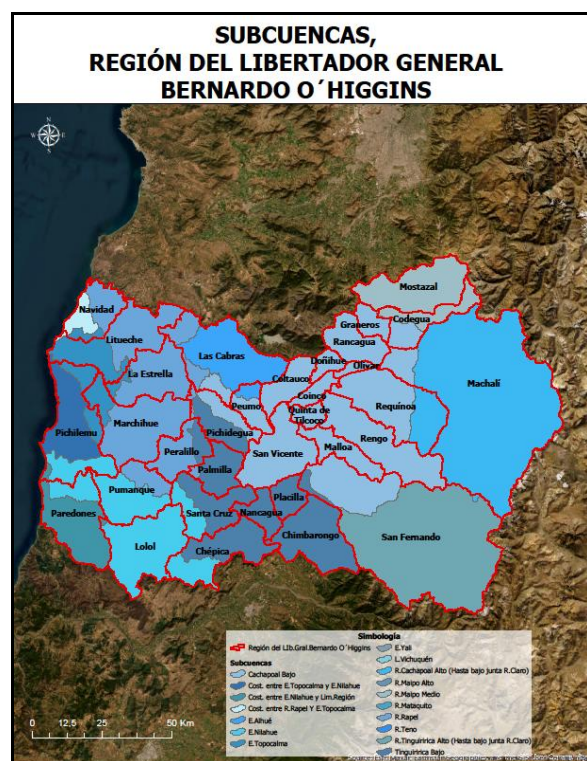 SUBCUENCAS,
REGIÓN DEL LIBERTADOR GENERAL
BERNARDO O´HIGGINS
N
W
E
S
Mostazal
Navidad
Graneros
Codegua
Rancagua
Litueche
Las Cabras
Doñihue
Olivar
La Estrella
Machalí
Coltauco
Coinco
Peumo
Requínoa
Quinta de
Tilcoco
Marchihue
Pichidegua
Pichilemu
Rengo
Malloa
Peralillo
San Vicente
Palmilla
Pumanque
Placilla
Paredones
Santa Cruz
Nancagua
Chimbarongo
San Fernando
Lolol
Chépica
Simbología
Región del LIb.Gral.Bernardo O´Higgins
Subcuencas
Cachapoal Bajo
Cost. entre E.Topocalma y E.Nilahue
Cost. entre E.Nilahue y Lim.Región
Cost. entre R.Rapel Y E.Topocalma
E.Alhué
E.Nilahue
E.Topocalma
E.Yali
L.Vichuquén
R.Cachapoal Alto (Hasta bajo junta R.Claro)
R.Maipo Alto
R.Maipo Medio
R.Mataquito
R.Rapel
R.Teno
R.Tinguiririca Alto (Hasta bajo junta R.Claro)
Tinguiririca Bajo
0 12.5 25 50 Km